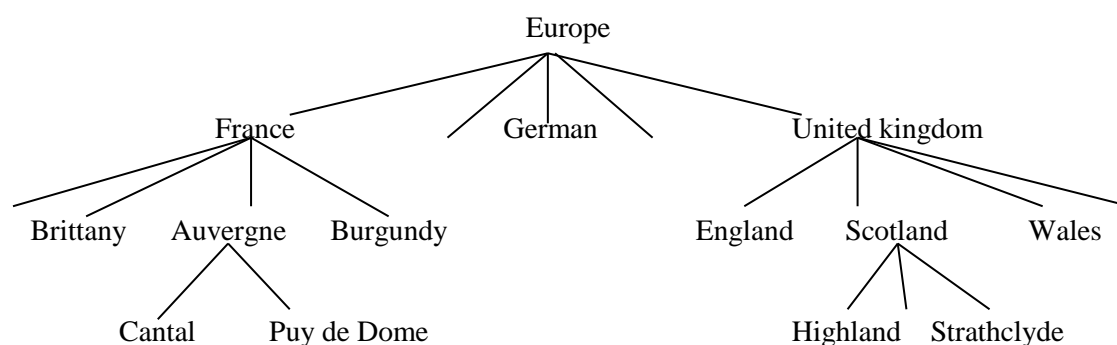 Europe
France German United kingdom
Brittany Auvergne Burgundy England Scotland Wales
Cantal Puy de Dome Highland Strathclyde